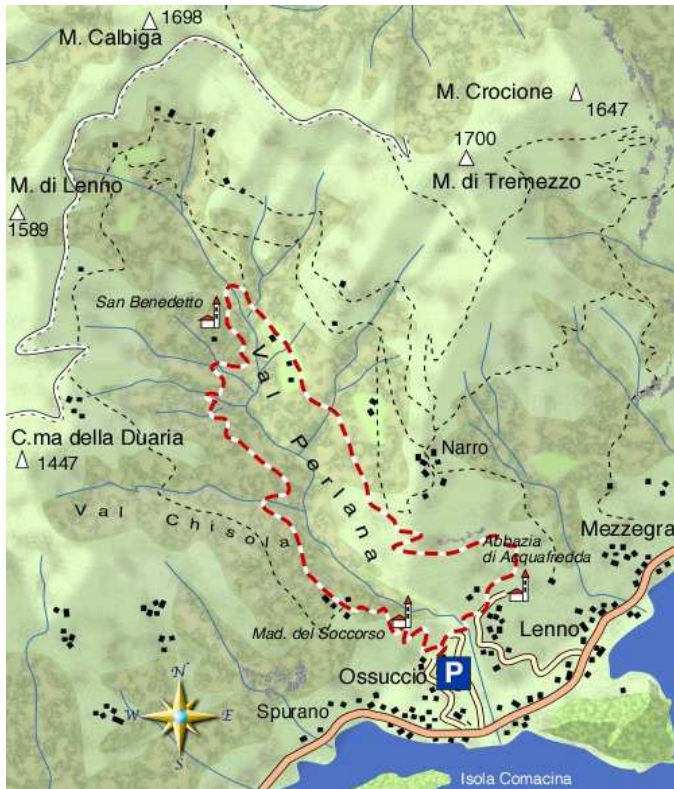 1698
M. Calbiga
M. Crocione
1647
1700
M. di Tremezzo
M. di Lenno
1589
San Benedetto
Val Perlana
C.ma della Duaria
1447
Narro
Val Chisola
Mezzegra
Abbazia
di Acquafredda
Mad. del Soccorso
Lenno
Ossuccio
P
Spurano
N
W
E
S
Isola Comacina